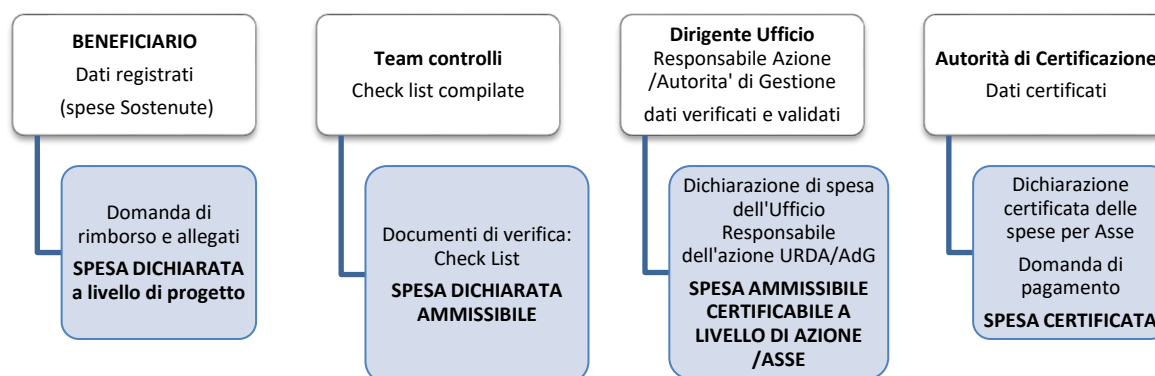 BENEFICIARIO
Dati registrati
(spese Sostenute)
Domanda di
rimborso e allegati
SPESA DICHIARATA
a livello di progetto
Team controlli
Check list compilate
Documenti di verifica:
Check List
SPESA DICHIARATA
AMMISSIBILE
Dirigente Ufficio
Responsabile Azione
/Autorita' di Gestione
dati verificati e validati
Dichiarazione di spesa
dell'Ufficio
Responsabile
dell'azione URDA/AdG
SPESA AMMISSIBILE
CERTIFICABILE A
LIVELLO DI AZIONE
/ASSE
Autorità di Certificazione
Dati certificati
Dichiarazione
certificata delle
spese per Asse
Domanda di
pagamento
SPESA CERTIFICATA